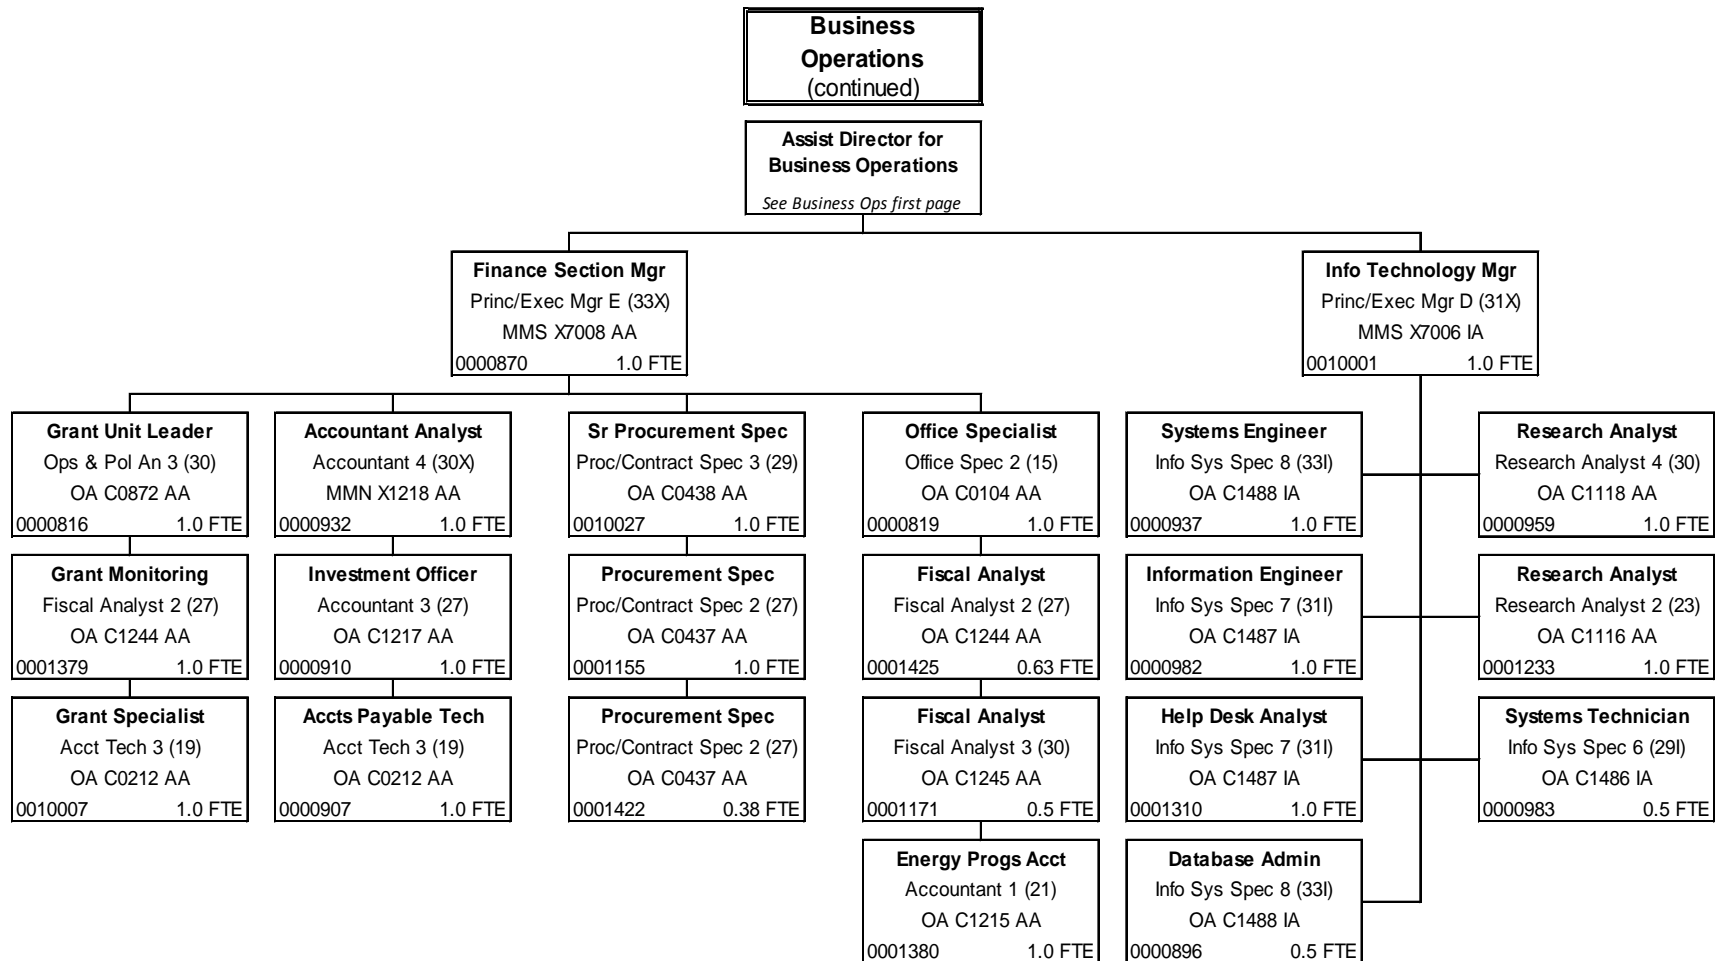 Business
Operations
(continued)
Assist Director for
Business Operations
See Business Ops first page
Finance Section Mgr
Princ/Exec Mgr E (33X)
MMS X7008 AA
0000870 1.0 FTE
Info Technology Mgr
Princ/Exec Mgr D (31X)
MMS X7006 IA
0010001 1.0 FTE
Grant Unit Leader
Ops & Pol An 3 (30)
OA C0872 AA
0000816 1.0 FTE
Accountant Analyst
Accountant 4 (30X)
MMN X1218 AA
0000932 1.0 FTE
Sr Procurement Spec
Proc/Contract Spec 3 (29)
OA C0438 AA
0010027 1.0 FTE
Office Specialist
Office Spec 2 (15)
OA C0104 AA
0000819 1.0 FTE
Systems Engineer
Info Sys Spec 8 (33I)
OA C1488 IA
0000937 1.0 FTE
Research Analyst
Research Analyst 4 (30)
OA C1118 AA
0000959 1.0 FTE
Grant Monitoring
Fiscal Analyst 2 (27)
OA C1244 AA
0001379 1.0 FTE
Investment Officer
Accountant 3 (27)
OA C1217 AA
0000910 1.0 FTE
Procurement Spec
Proc/Contract Spec 2 (27)
OA C0437 AA
0001155 1.0 FTE
Fiscal Analyst
Fiscal Analyst 2 (27)
OA C1244 AA
0001425 0.63 FTE
Information Engineer
Info Sys Spec 7 (31I)
OA C1487 IA
0000982 1.0 FTE
Research Analyst
Research Analyst 2 (23)
OA C1116 AA
0001233 1.0 FTE
Grant Specialist
Acct Tech 3 (19)
OA C0212 AA
0010007 1.0 FTE
Accts Payable Tech
Acct Tech 3 (19)
OA C0212 AA
0000907 1.0 FTE
Procurement Spec
Proc/Contract Spec 2 (27)
OA C0437 AA
0001422 0.38 FTE
Fiscal Analyst
Fiscal Analyst 3 (30)
OA C1245 AA
0001171 0.5 FTE
Help Desk Analyst
Info Sys Spec 7 (31I)
OA C1487 IA
0001310 1.0 FTE
Systems Technician
Info Sys Spec 6 (29I)
OA C1486 IA
0000983 0.5 FTE
Energy Progs Acct
Accountant 1 (21)
OA C1215 AA
0001380 1.0 FTE
Database Admin
Info Sys Spec 8 (33I)
OA C1488 IA
0000896 0.5 FTE